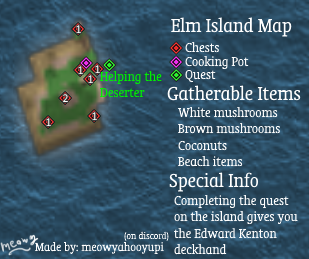 Elm Island Map
Chests
Cooking Pot
Quest
Gatherable Items
White mushrooms
Brown mushrooms
Coconuts
Beach items
Special Info
Completing the quest
on the island gives you
the Edward Kenton
deckhand
1
1
1
1
1
2
1
1
Helping the
Deserter
meowy
(on discord)
Made by: meowyahooyupi